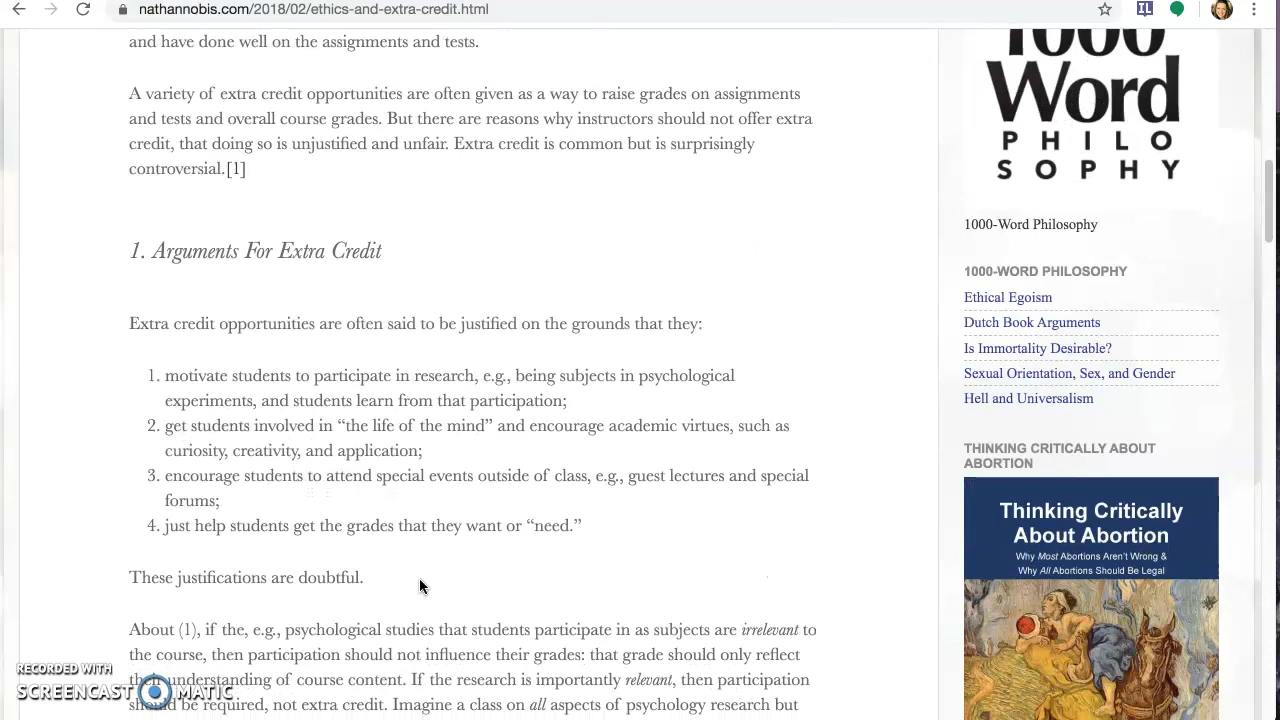 nathannobis.com/2018/02/ethics-and-extra-credit.html
IL
and have done well on the assignments and tests.
A variety of extra credit opportunities are often given as a way to raise grades on assignments
and tests and overall course grades. But there are reasons why instructors should not offer extra
credit, that doing so is unjustified and unfair. Extra credit is common but is surprisingly
controversial.[1]
1. Arguments For Extra Credit
Extra credit opportunities are often said to be justified on the grounds that they:
1. motivate students to participate in research, e.g., being subjects in psychological
experiments, and students learn from that participation;
2. get students involved in “the life of the mind” and encourage academic virtues, such as
curiosity, creativity, and application;
3. encourage students to attend special events outside of class, e.g., guest lectures and special
forums;
4. just help students get the grades that they want or “need.”
These justifications are doubtful.
About (1), if the, e.g., psychological studies that students participate in as subjects are irrelevant to
the course, then participation should not influence their grades: that grade should only reflect
their understanding of course content. If the research is importantly relevant, then participation
should be required, not extra credit. Imagine a class on all aspects of psychology research but
RECORDED WITH
SCREENCAST MATIC
1000
Word
PHILO
SOPHY
1000-Word Philosophy
1000-WORD PHILOSOPHY
Ethical Egoism
Dutch Book Arguments
Is Immortality Desirable?
Sexual Orientation, Sex, and Gender
Hell and Universalism
THINKING CRITICALLY ABOUT
ABORTION
Thinking Critically
About Abortion
Why Most Abortions Aren't Wrong &
Why All Abortions Should Be Legal